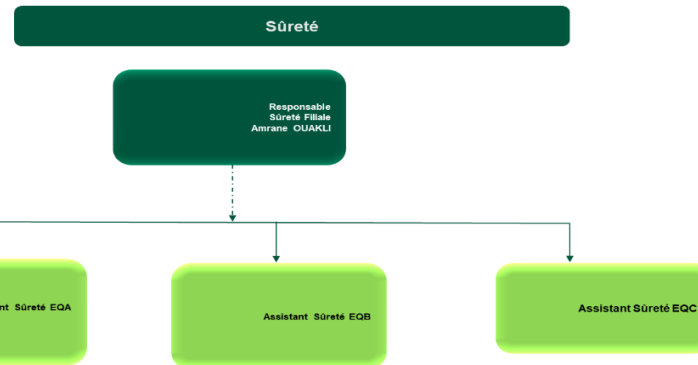 Sûreté
Responsable
Sûreté Filiale
Amrane OUAKLI
Sûreté EQA
Assistant Sûreté EQB
Assistant Sûreté EQC